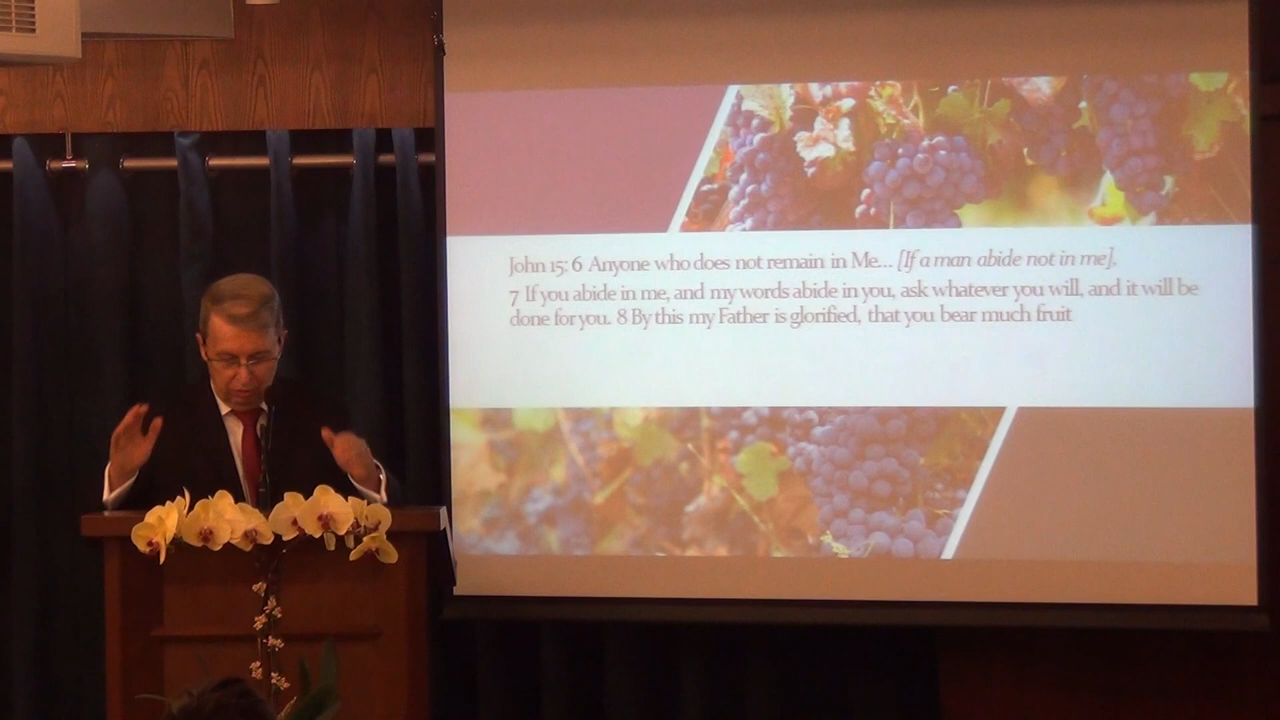 John 15: 6 Anyone who does not remain in Me... [If a man abide not in me],
7 If you abide in me, and my words abide in you, ask whatever you will, and it will be
done for you. 8 By this my Father is glorified, that you bear much fruit